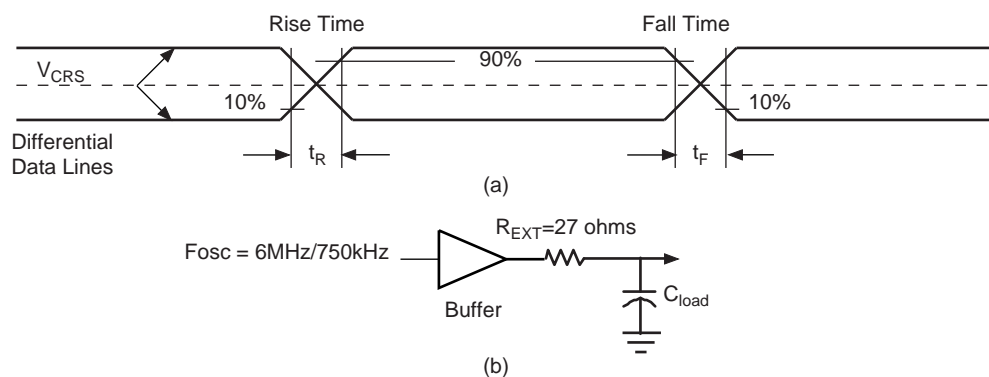 Rise Time
Fall Time
VCRS
90%
10%
10%
Differential
Data Lines
tR
tF
(a)
REXT=27 ohms
Fosc = 6MHz/750kHz
Buffer
Cload
(b)